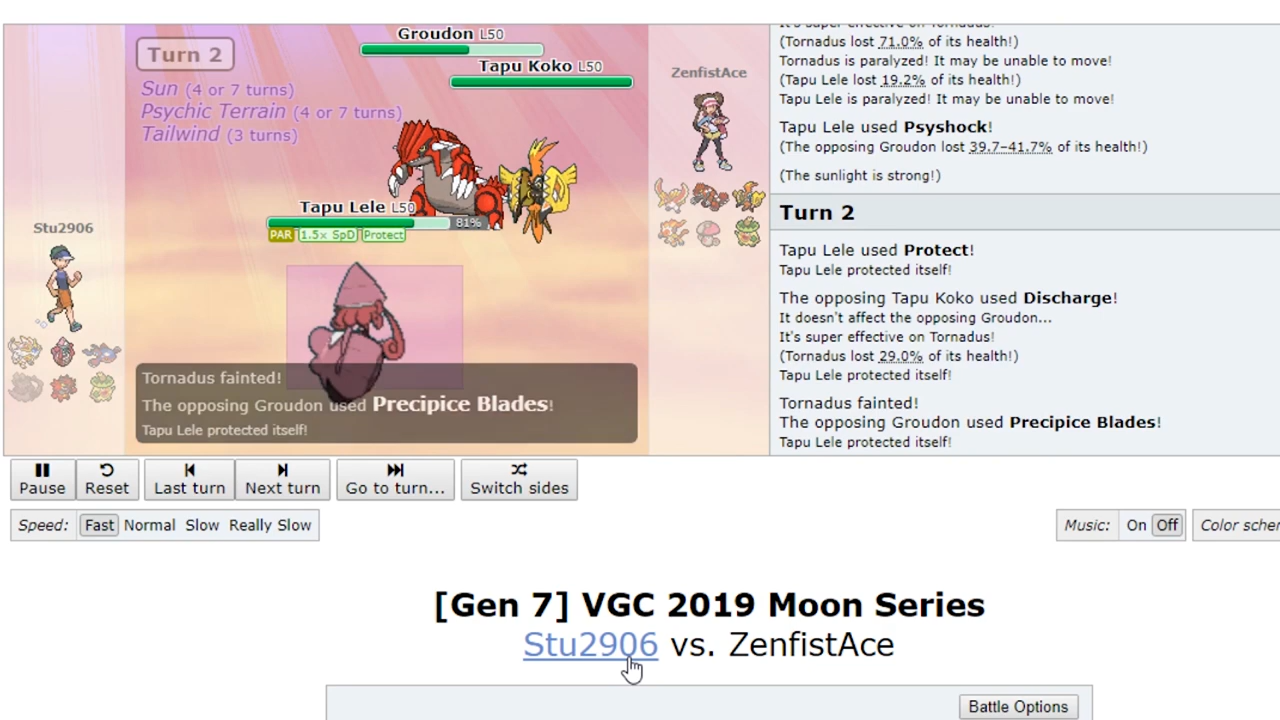 Turn 2
Sun (4 or 7 turns)
Psychic Terrain (4 or 7 turns)
Tailwind (3 turns)
Groudon L50
Tapu Koko L50
Tapu Lele L50
81%
PAR 1.5x SpD Protect
Stu2906
ZenfistAce
Tornadus fainted!
The opposing Groudon used Precipice Blades!
Tapu Lele protected itself!
It's super effective on Tornadus!
(Tornadus lost 71.0% of its health!)
Tornadus is paralyzed! It may be unable to move!
(Tapu Lele lost 19.2% of its health!)
Tapu Lele is paralyzed! It may be unable to move!
Tapu Lele used Psyshock!
(The opposing Groudon lost 39.7–41.7% of its health!)
(The sunlight is strong!)
Turn 2
Tapu Lele used Protect!
Tapu Lele protected itself!
The opposing Tapu Koko used Discharge!
It doesn't affect the opposing Groudon...
It's super effective on Tornadus!
(Tornadus lost 29.0% of its health!)
Tapu Lele protected itself!
Tornadus fainted!
The opposing Groudon used Precipice Blades!
Tapu Lele protected itself!
Pause Reset Last turn Next turn Go to turn... Switch sides
Speed: Fast Normal Slow Really Slow
Music: On Off Color scher
[Gen 7] VGC 2019 Moon Series
Stu2906 vs. ZenfistAce
Battle Options